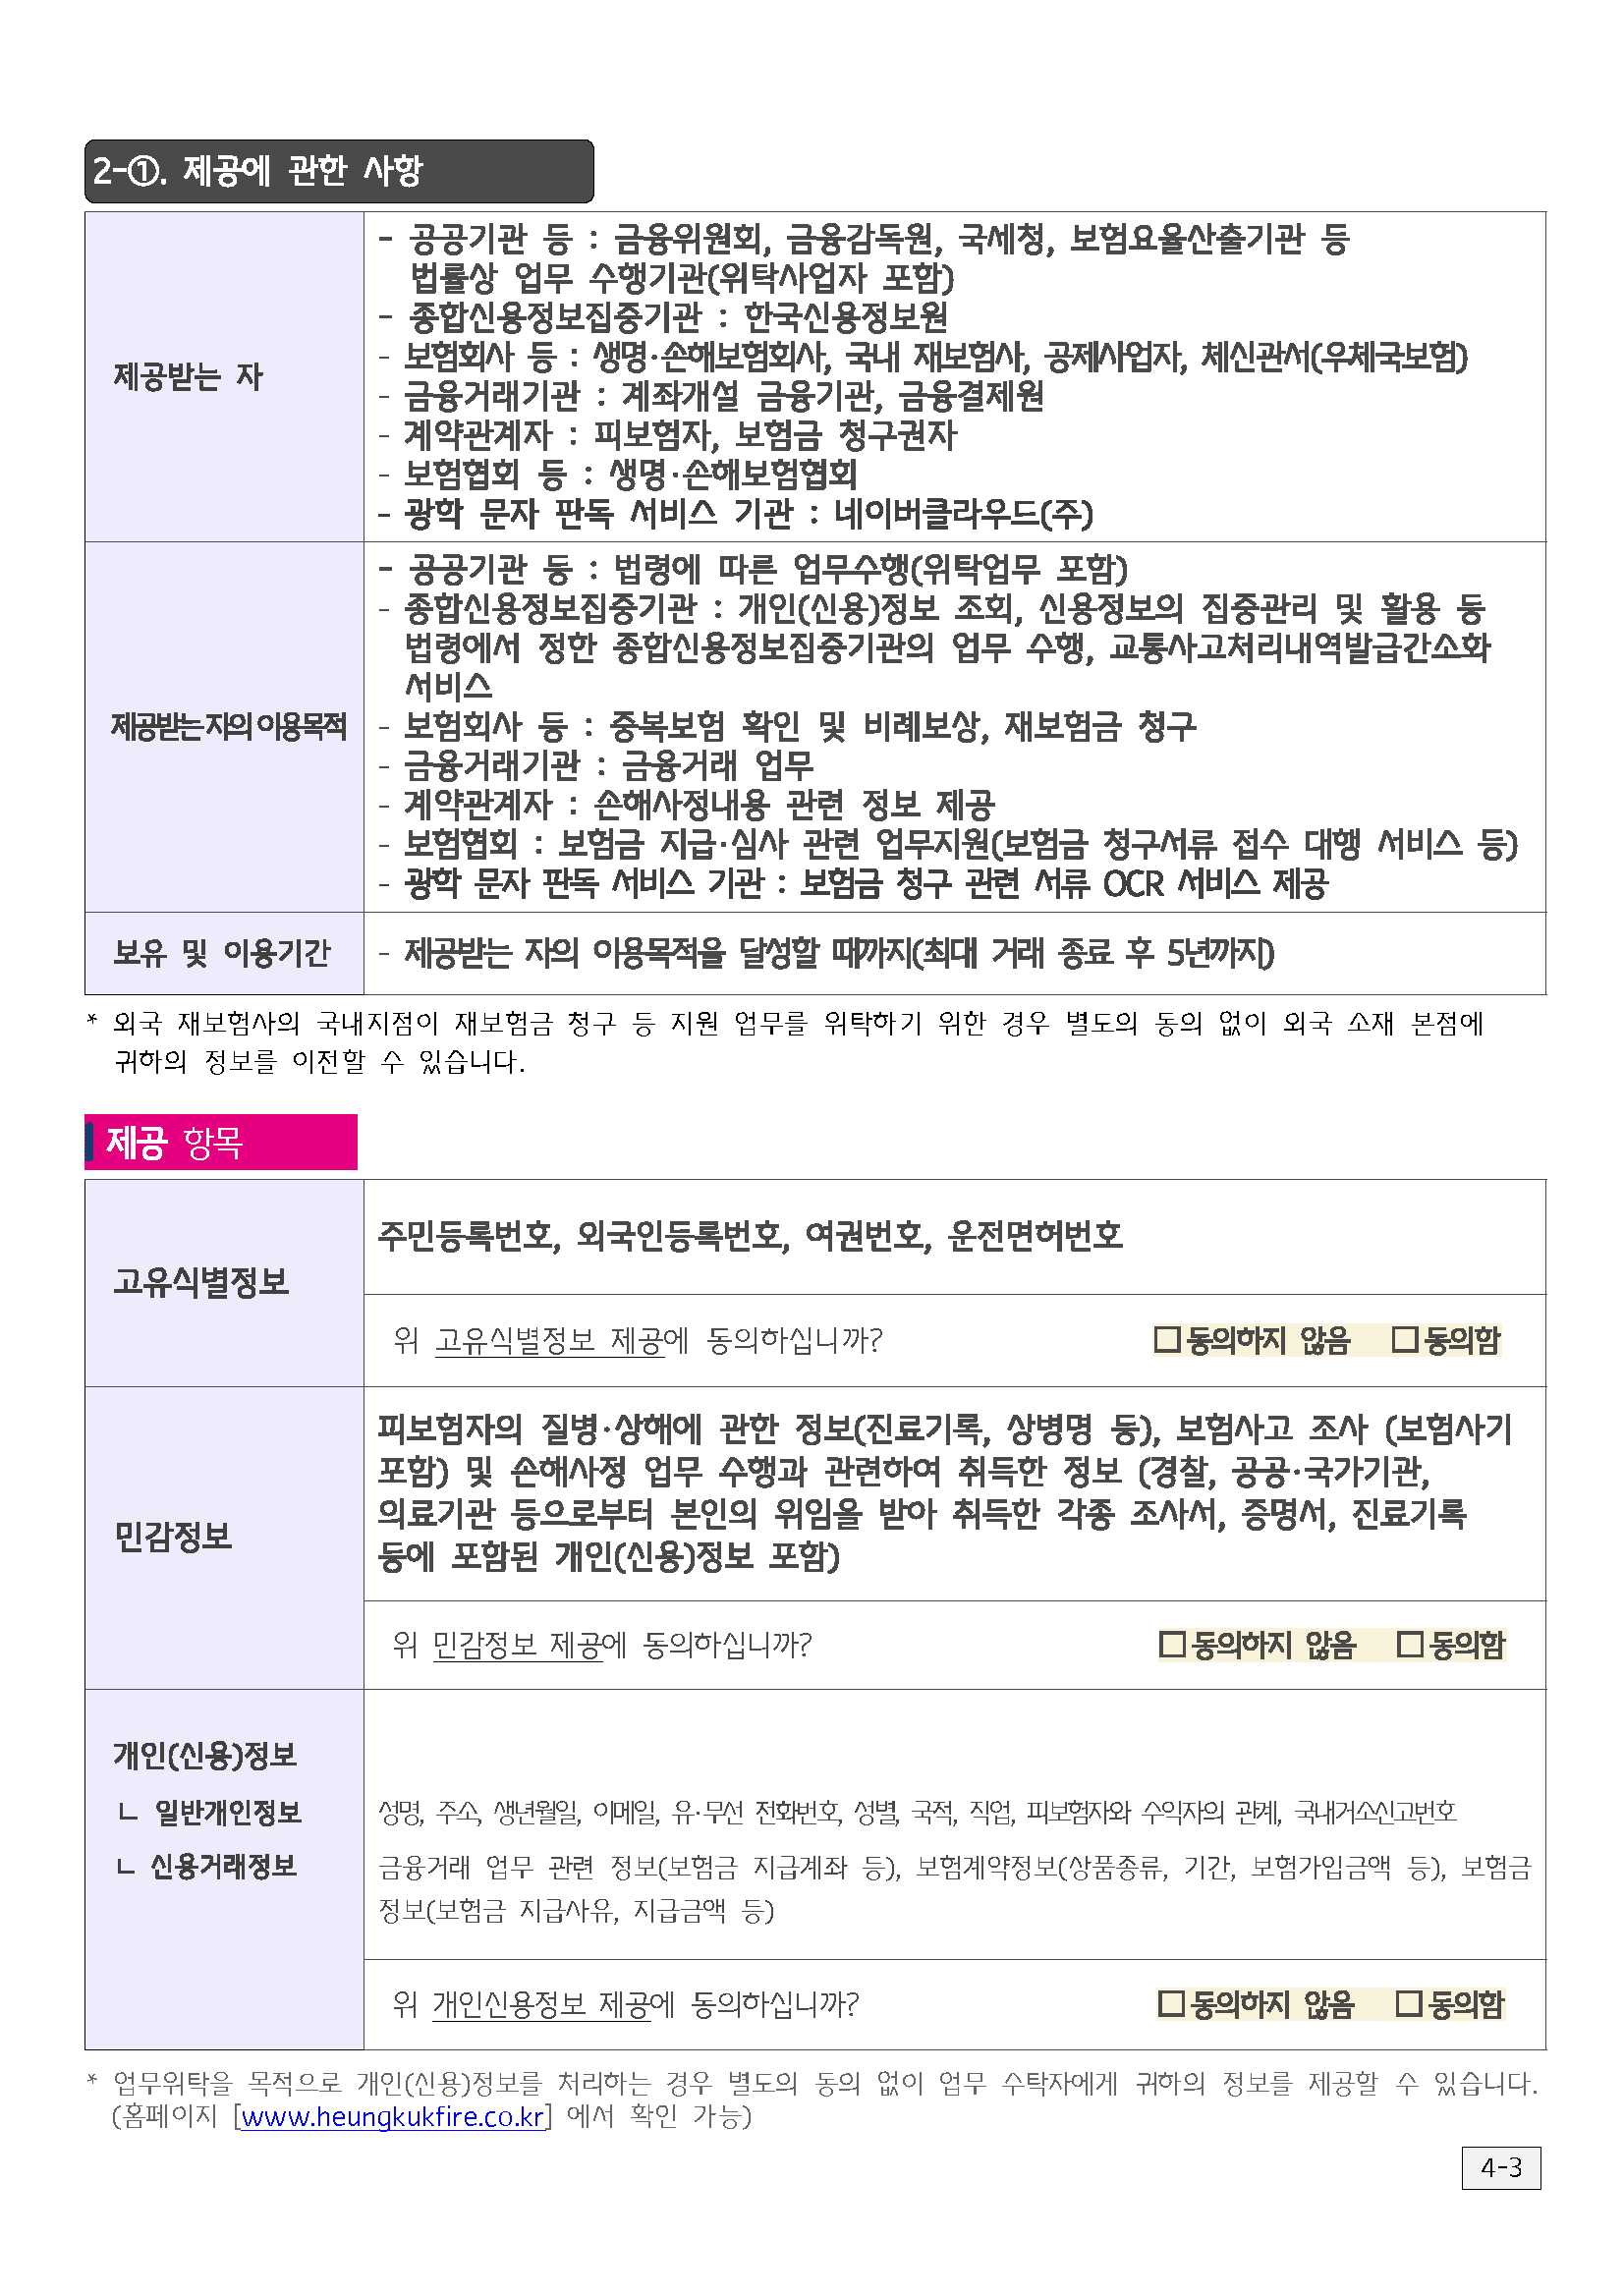 2-①. 제공에 관한 사항
제공받는 자
- 공공기관 등 : 금융위원회, 금융감독원, 국세청, 보험요율산출기관 등
법률상 업무 수행기관(위탁사업자 포함)
- 종합신용정보집중기관 : 한국신용정보원
- 보험회사 등 : 생명·손해보험회사, 국내 재보험사, 공제사업자, 체신관서(우체국보험)
- 금융거래기관 : 계좌개설 금융기관, 금융결제원
- 계약관계자 : 피보험자, 보험금 청구권자
- 보험협회 등 : 생명·손해보험협회
- 광학 문자 판독 서비스 기관 : 네이버클라우드(주)
제공받는 자의 이용목적
- 공공기관 등 : 법령에 따른 업무수행(위탁업무 포함)
- 종합신용정보집중기관 : 개인(신용)정보 조회, 신용정보의 집중관리 및 활용 등
법령에서 정한 종합신용정보집중기관의 업무 수행, 교통사고처리내역발급간소화
서비스
- 보험회사 등 : 중복보험 확인 및 비례보상, 재보험금 청구
- 금융거래기관 : 금융거래 업무
- 계약관계자 : 손해사정내용 관련 정보 제공
- 보험협회 : 보험금 지급·심사 관련 업무지원(보험금 청구서류 접수 대행 서비스 등)
- 광학 문자 판독 서비스 기관 : 보험금 청구 관련 서류 OCR 서비스 제공
보유 및 이용기간
- 제공받는 자의 이용목적을 달성할 때까지(최대 거래 종료 후 5년까지)
* 외국 재보험사의 국내지점이 재보험금 청구 등 지원 업무를 위탁하기 위한 경우 별도의 동의 없이 외국 소재 본점에
귀하의 정보를 이전할 수 있습니다.
제공 항목
고유식별정보
주민등록번호, 외국인등록번호, 여권번호, 운전면허번호
위 고유식별정보 제공에 동의하십니까? □동의하지 않음 □동의함
민감정보
피보험자의 질병·상해에 관한 정보(진료기록, 상병명 등), 보험사고 조사 (보험사기
포함) 및 손해사정 업무 수행과 관련하여 취득한 정보 (경찰, 공공·국가기관,
의료기관 등으로부터 본인의 위임을 받아 취득한 각종 조사서, 증명서, 진료기록
등에 포함된 개인(신용)정보 포함)
위 민감정보 제공에 동의하십니까? □동의하지 않음 □동의함
개인(신용)정보
ㄴ 일반개인정보
성명, 주소, 생년월일, 이메일, 유·무선 전화번호, 성별, 국적, 직업, 피보험자와 수익자의 관계, 국내거소신고번호
ㄴ 신용거래정보
금융거래 업무 관련 정보(보험금 지급계좌 등), 보험계약정보(상품종류, 기간, 보험가입금액 등), 보험금
정보(보험금 지급사유, 지급금액 등)
위 개인신용정보 제공에 동의하십니까? □동의하지 않음 □동의함
* 업무위탁을 목적으로 개인(신용)정보를 처리하는 경우 별도의 동의 없이 업무 수탁자에게 귀하의 정보를 제공할 수 있습니다.
(홈페이지 [www.heungkukfire.co.kr] 에서 확인 가능)
4-3